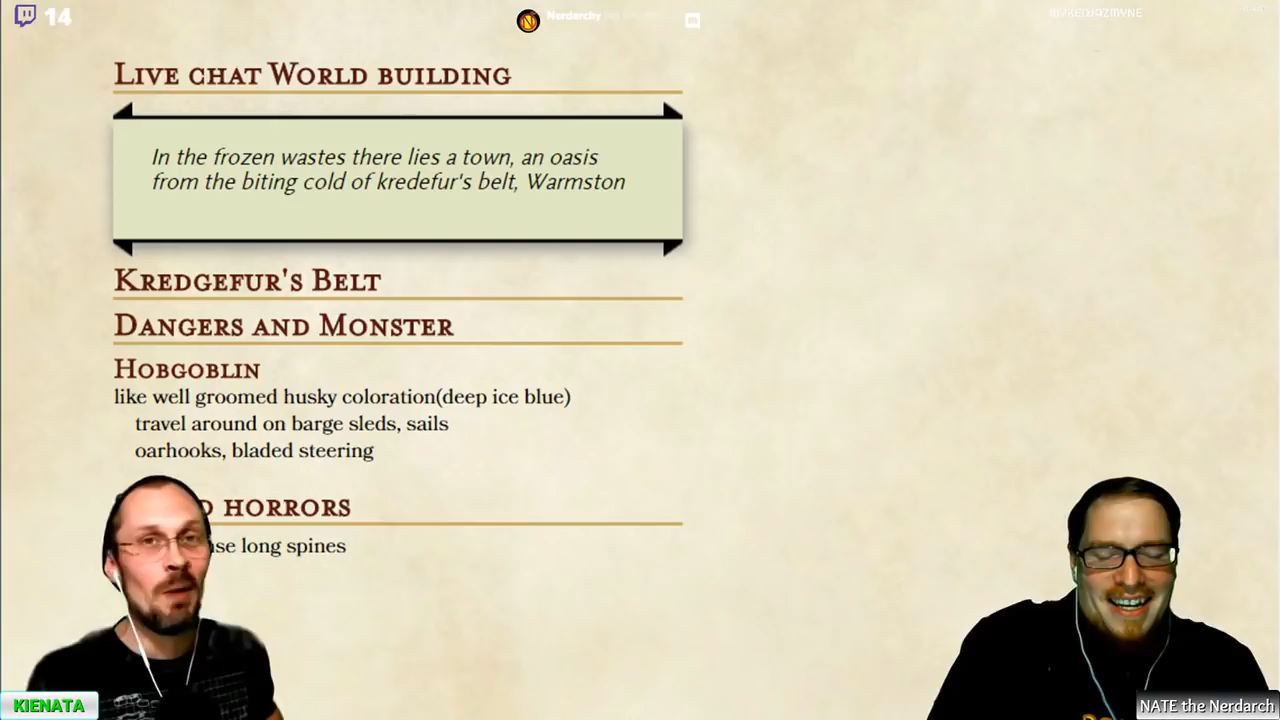 14
Nerdarchy
LIVE CHAT WORLD BUILDING
In the frozen wastes there lies a town, an oasis
from the biting cold of kredefur's belt, Warmston
KREDGEFUR'S BELT
DANGERS AND MONSTER
HOBGOBLIN
like well groomed husky coloration(deep ice blue)
travel around on barge sleds, sails
oarhooks, bladed steering
HORRORS
long spines
KIENATA
NATE the Nerdarch